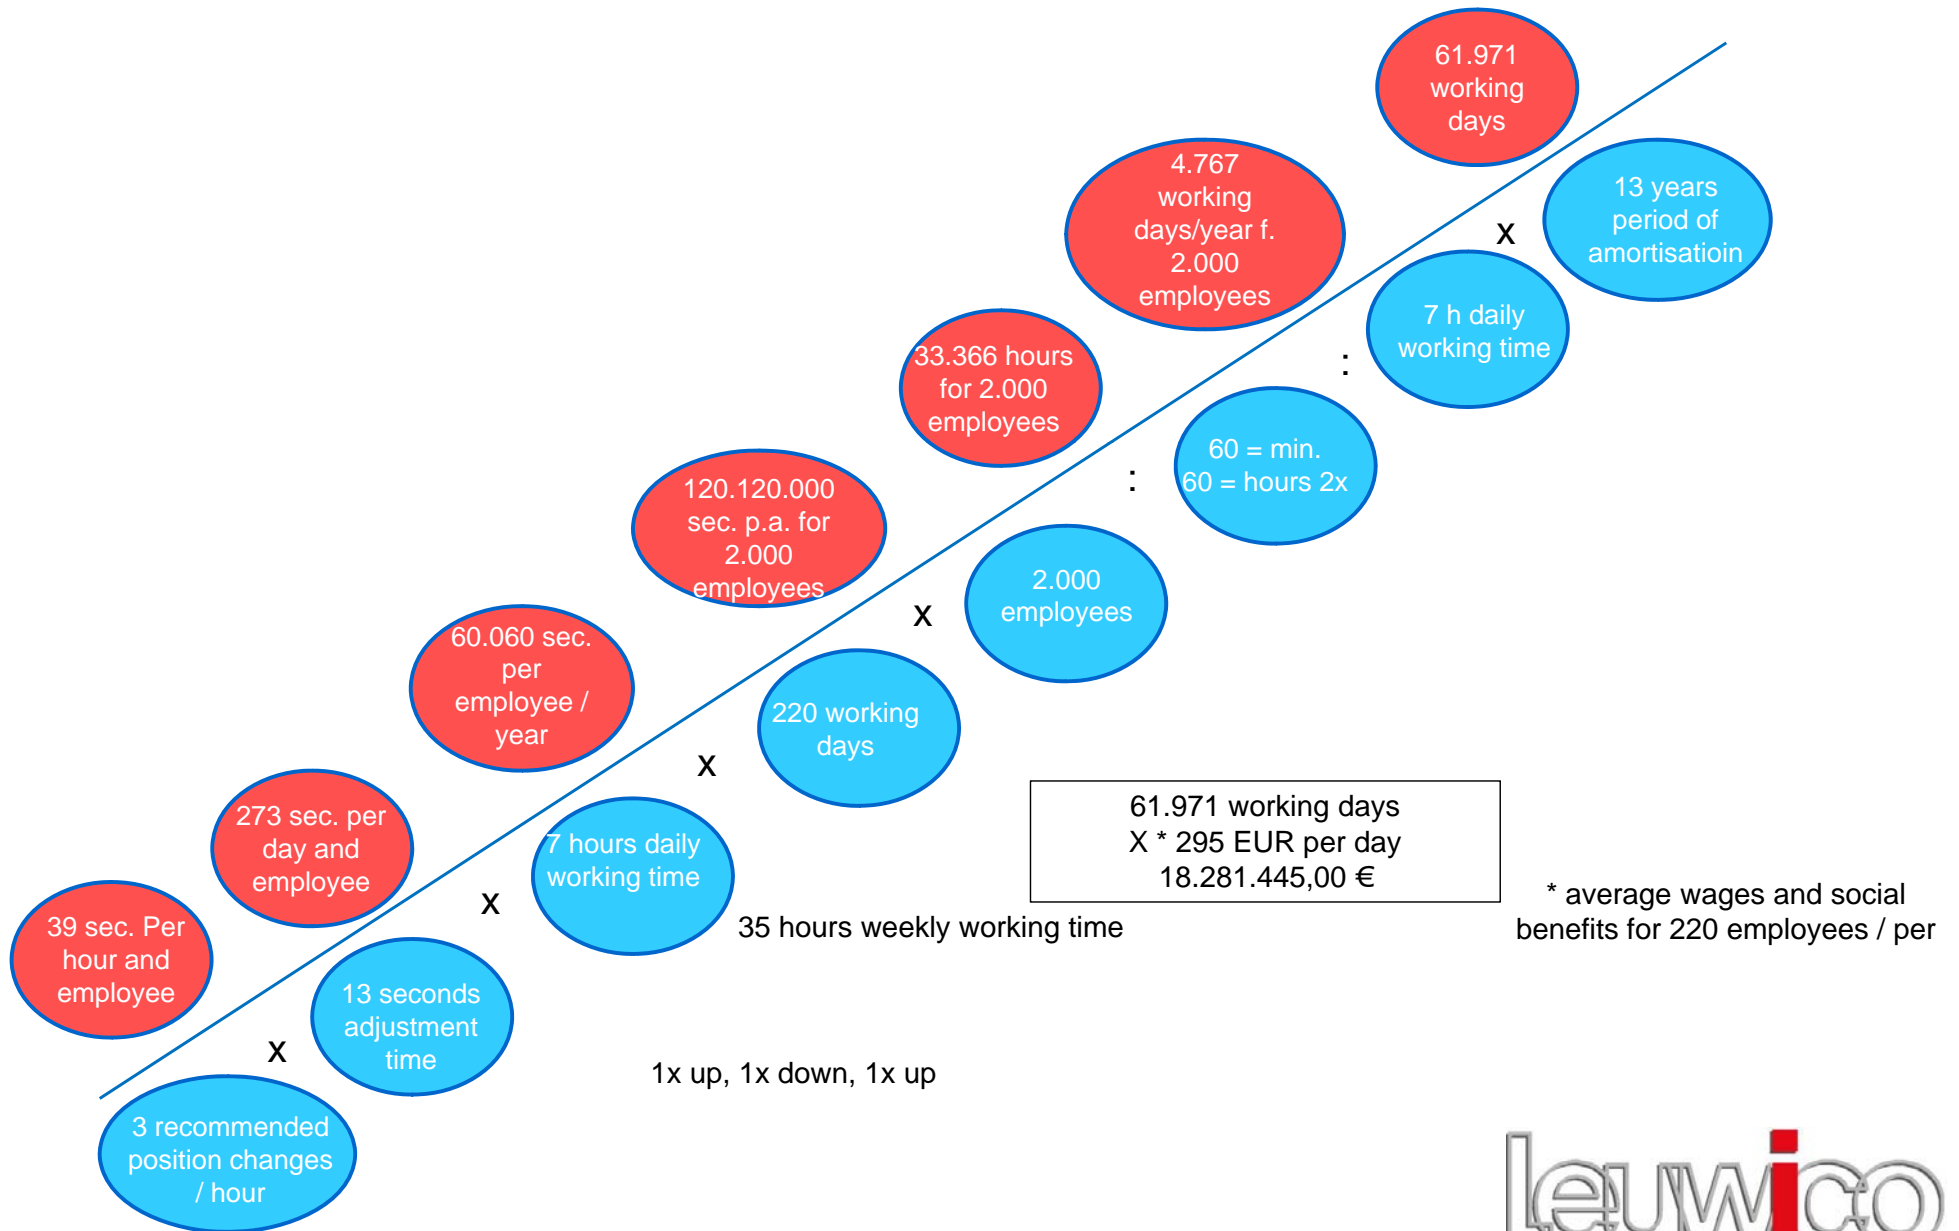 61.971
working
days
13 years
period of
amortisatioin
x
4.767
working
days/year f.
2.000
employees
7 h daily
working time
:
33.366 hours
for 2.000
employees
60 = min.
60 = hours 2x
:
120.120.000
sec. p.a. for
2.000
employees
2.000
employees
x
60.060 sec.
per
employee /
year
220 working
days
x
273 sec. per
day and
employee
7 hours daily
working time
x
35 hours weekly working time
61.971 working days
X * 295 EUR per day
18.281.445,00 €
* average wages and social
benefits for 220 employees / per
39 sec. Per
hour and
employee
13 seconds
adjustment
time
x
1x up, 1x down, 1x up
3 recommended
position changes
/ hour
leuwico